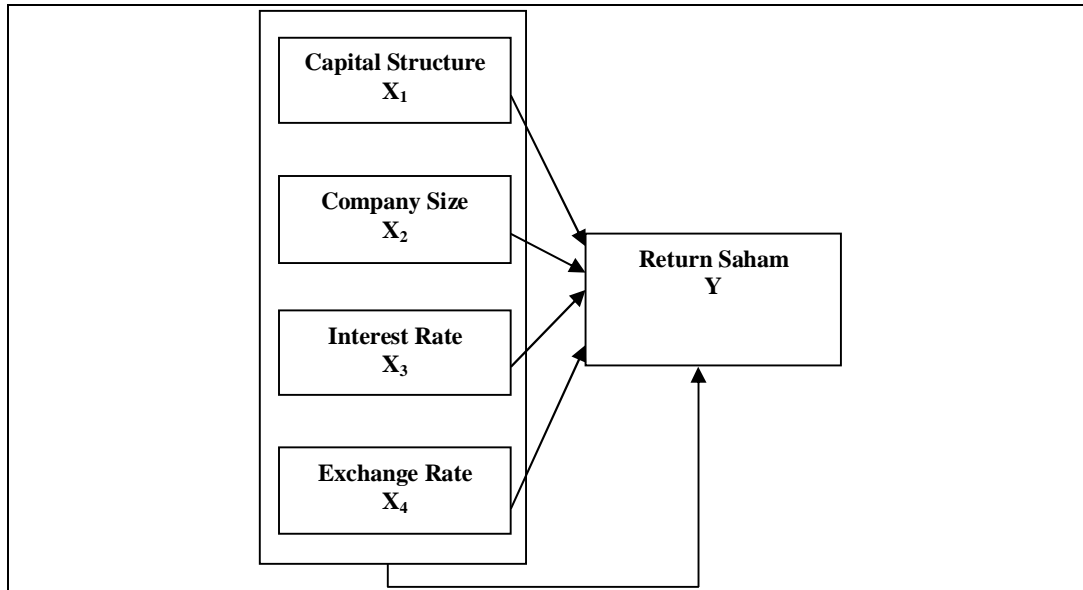 Capital Structure
X₁
Company Size
X₂
Return Saham
Y
Interest Rate
X₃
Exchange Rate
X₄